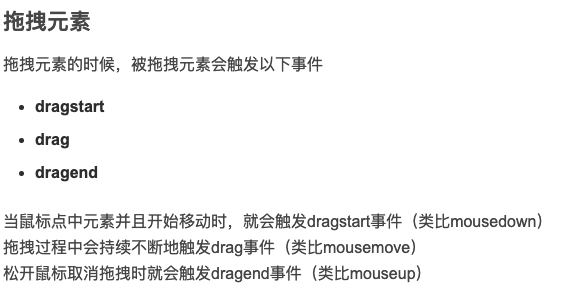 拖拽元素
拖拽元素的时候，被拖拽元素会触发以下事件
• dragstart
• drag
• dragend
当鼠标点中元素并且开始移动时，就会触发dragstart事件（类比mousedown）
拖拽过程中会持续不断地触发drag事件（类比mousemove）
松开鼠标取消拖拽时就会触发dragend事件（类比mouseup）